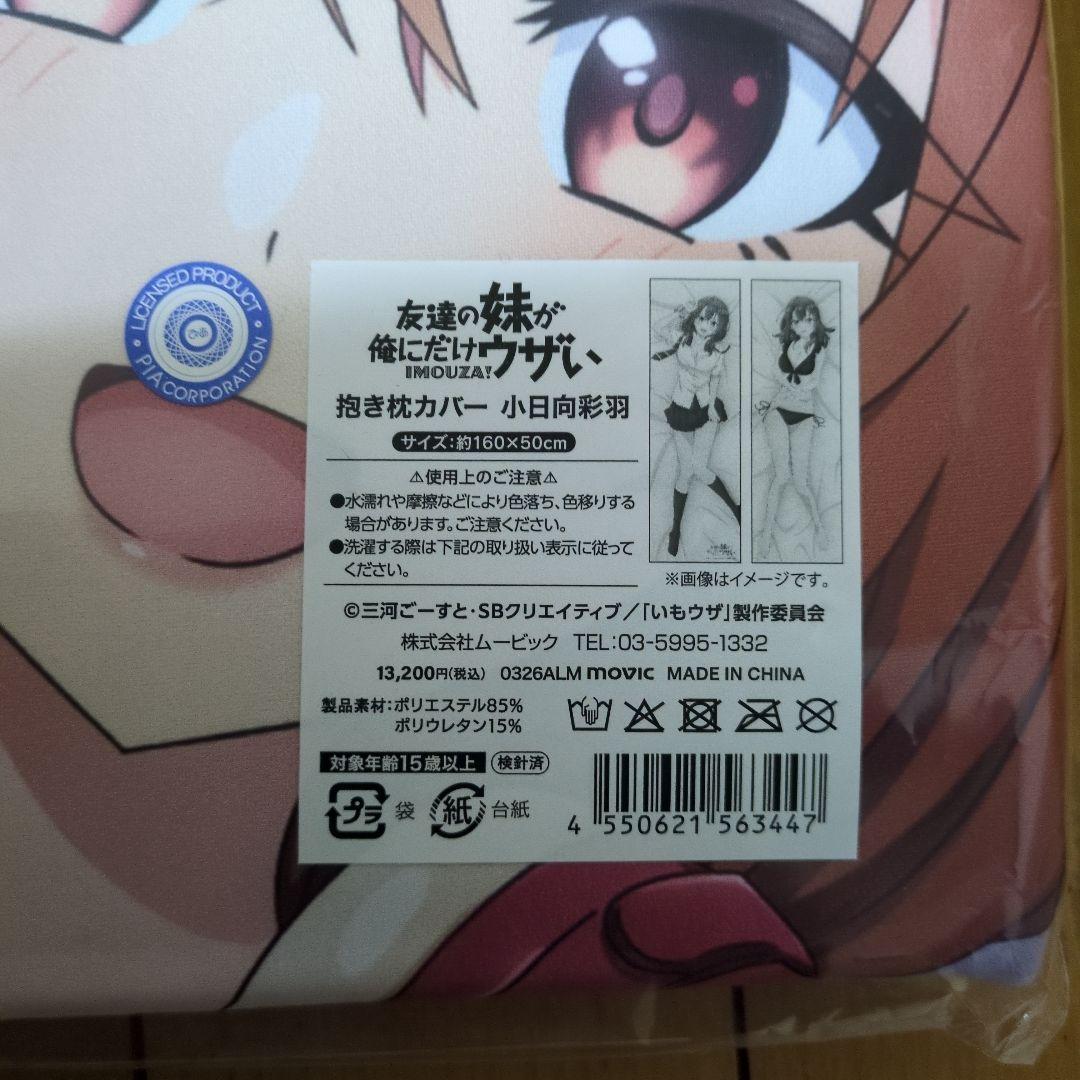 LICENSED PRODUCT
ぴあ
PIA CORPORATION
友達の妹が
俺にだけウザい
IMOUZA!
抱き枕カバー 小日向彩羽
サイズ:約160×50cm
⚠使用上のご注意⚠
●水濡れや摩擦などにより色落ち、色移りする
場合があります。ご注意ください。
●洗濯する際は下記の取り扱い表示に従って
ください。
※画像はイメージです。
©三河ごーすと・SBクリエイティブ/「いもウザ」製作委員会
株式会社ムービック TEL:03-5995-1332
13,200円(税込) 0326ALM movic MADE IN CHINA
製品素材:ポリエステル85%
ポリウレタン15%
対象年齢15歳以上 検針済
プラ 袋 紙 台紙
4 550621 563447